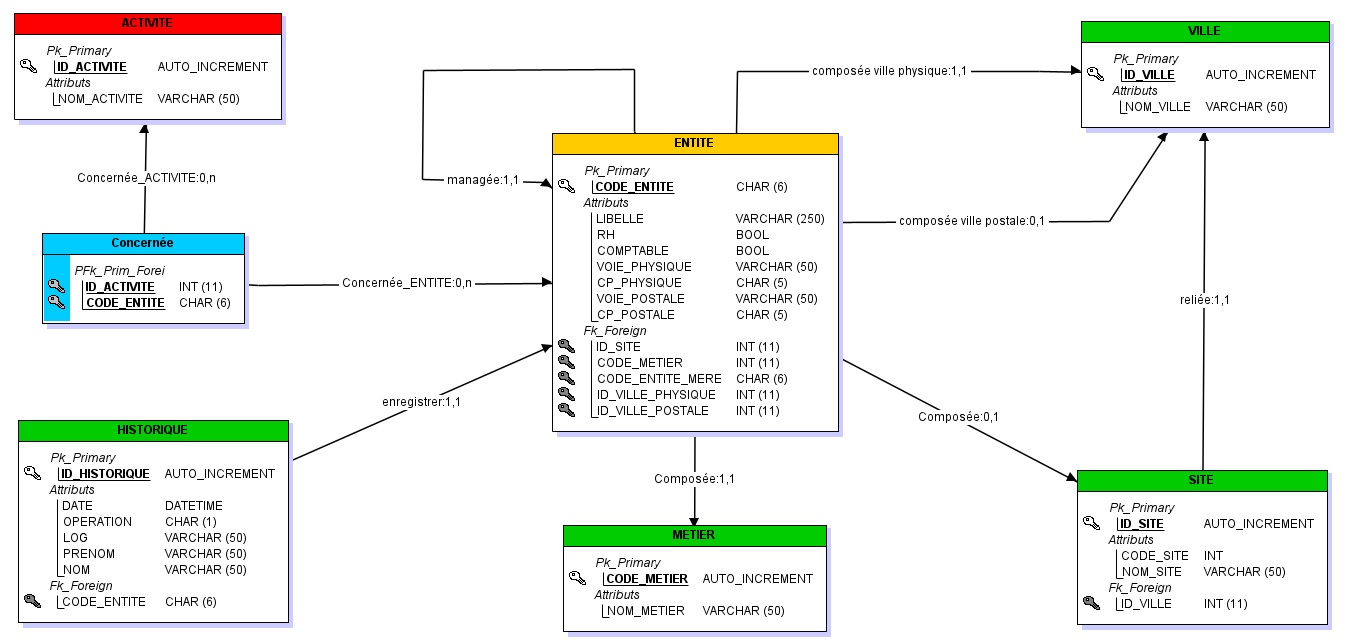 ACTIVITE
Pk_Primary
ID_ACTIVITE AUTO_INCREMENT
Attributs
NOM_ACTIVITE VARCHAR (50)
Concernée_ACTIVITE:0,n
Concernée
PFk_Prim_Forei
ID_ACTIVITE INT (11)
CODE_ENTITE CHAR (6)
Concernée_ENTITE:0,n
managée:1,1
composée ville physique:1,1
composée ville postale:0,1
VILLE
Pk_Primary
ID_VILLE AUTO_INCREMENT
Attributs
NOM_VILLE VARCHAR (50)
ENTITE
Pk_Primary
CODE_ENTITE CHAR (6)
Attributs
LIBELLE VARCHAR (250)
RH BOOL
COMPTABLE BOOL
VOIE_PHYSIQUE VARCHAR (50)
CP_PHYSIQUE CHAR (5)
VOIE_POSTALE VARCHAR (50)
CP_POSTALE CHAR (5)
Fk_Foreign
ID_SITE INT (11)
CODE_METIER INT (11)
CODE_ENTITE_MERE CHAR (6)
ID_VILLE_PHYSIQUE INT (11)
ID_VILLE_POSTALE INT (11)
reliée:1,1
enregistrer:1,1
Composée:0,1
Composée:1,1
HISTORIQUE
Pk_Primary
ID_HISTORIQUE AUTO_INCREMENT
Attributs
DATE DATETIME
OPERATION CHAR (1)
LOG VARCHAR (50)
PRENOM VARCHAR (50)
NOM VARCHAR (50)
Fk_Foreign
CODE_ENTITE CHAR (6)
METIER
Pk_Primary
CODE_METIER AUTO_INCREMENT
Attributs
NOM_METIER VARCHAR (50)
SITE
Pk_Primary
ID_SITE AUTO_INCREMENT
Attributs
CODE_SITE INT
NOM_SITE VARCHAR (50)
Fk_Foreign
ID_VILLE INT (11)